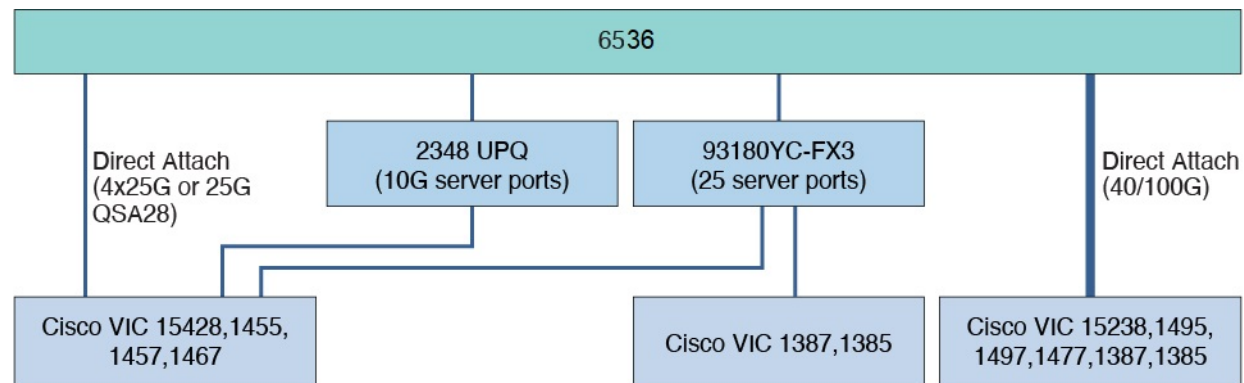 6536
Direct Attach
(4x25G or 25G
QSA28)
2348 UPQ
(10G server ports)
93180YC-FX3
(25 server ports)
Direct Attach
(40/100G)
Cisco VIC 15428,1455,
1457,1467
Cisco VIC 1387,1385
Cisco VIC 15238,1495,
1497,1477,1387,1385